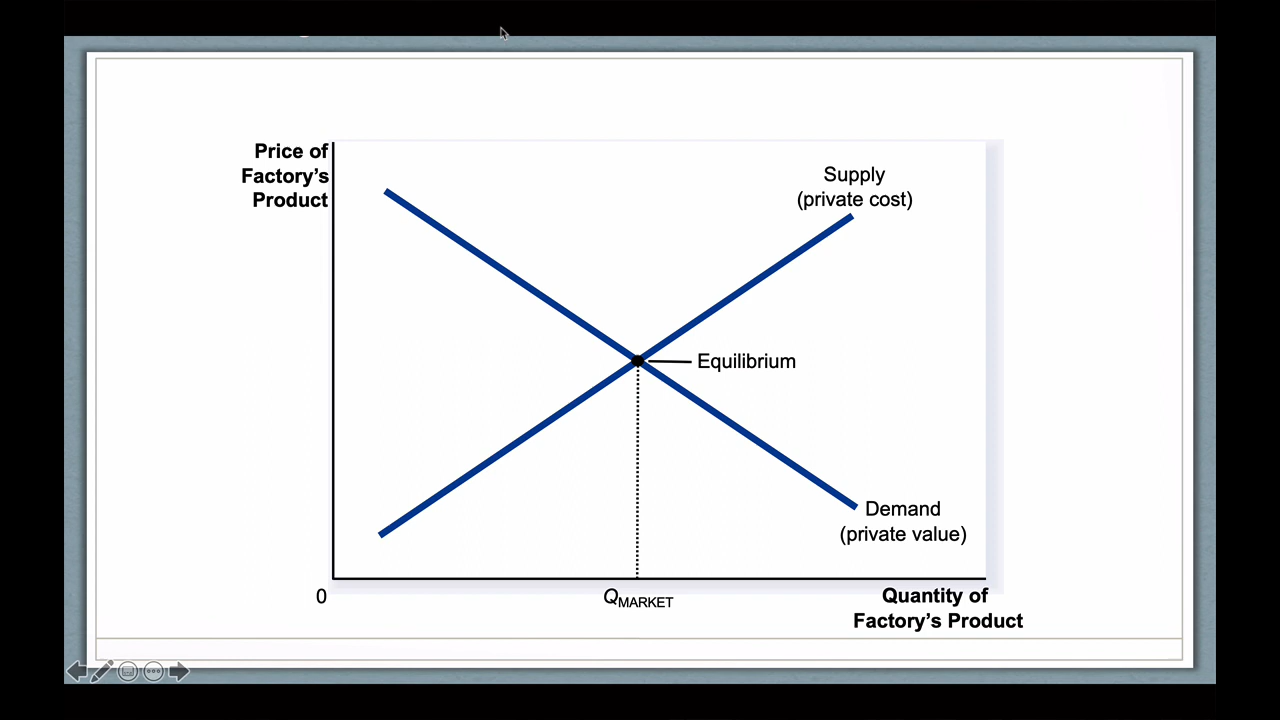 Price of
Factory’s
Product
Supply
(private cost)
Equilibrium
Demand
(private value)
0
QMARKET
Quantity of
Factory’s Product